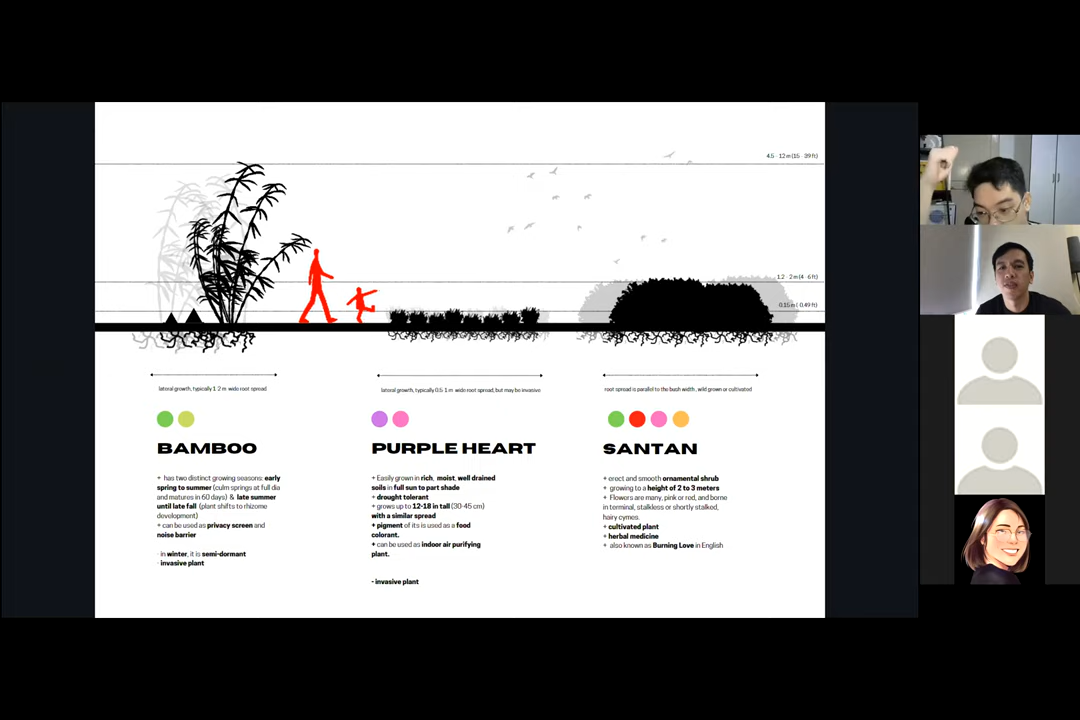 4.5 - 12 m (15 - 39 ft)
1.2 - 2 m (4 - 6 ft)
0.15 m ( 0.49 ft)
lateral growth, typically 1-2 m wide root spread
lateral growth, typically 0.5-1 m wide root spread, but may be invasive
root spread is parallel to the bush width , wild grown or cultivated
BAMBOO
+ has two distinct growing seasons: early
spring to summer (culm springs at full dia
and matures in 60 days) & late summer
until late fall (plant shifts to rhizome
development)
+ can be used as privacy screen and
noise barrier
- in winter, it is semi-dormant
- invasive plant
PURPLE HEART
+ Easily grown in rich, moist, well drained
soils in full sun to part shade
+ drought tolerant
+ grows up to 12-18 in tall (30-45 cm)
with a similar spread
+ pigment of its is used as a food
colorant.
+ can be used as indoor air purifying
plant.
- invasive plant
SANTAN
+ erect and smooth ornamental shrub
+ growing to a height of 2 to 3 meters
+ Flowers are many, pink or red, and borne
in terminal, stalkless or shortly stalked,
hairy cymes.
+ cultivated plant
+ herbal medicine
+ also known as Burning Love in English